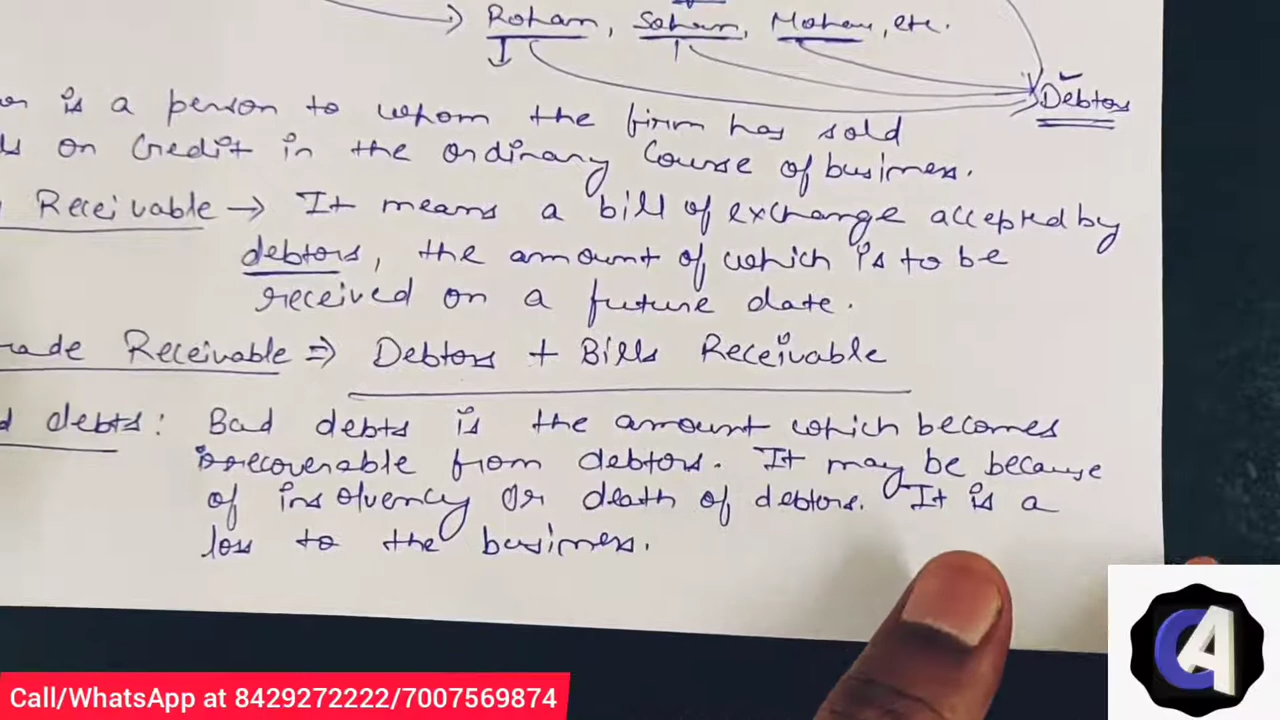 Rohan, Sohan, Mohan, etc.
Debtors
is a person to whom the firm has sold
on credit in the ordinary course of business.
Receivable → It means a bill of exchange accepted by
debtors, the amount of which is to be
received on a future date.
rade Receivable ⇒ Debtors + Bills Receivable
d debts: Bad debts is the amount which becomes
irrecoverable from debtors. It may be because
of insolvency or death of debtors. It is a
loss to the business.
CA
Call/WhatsApp at 8429272222/7007569874